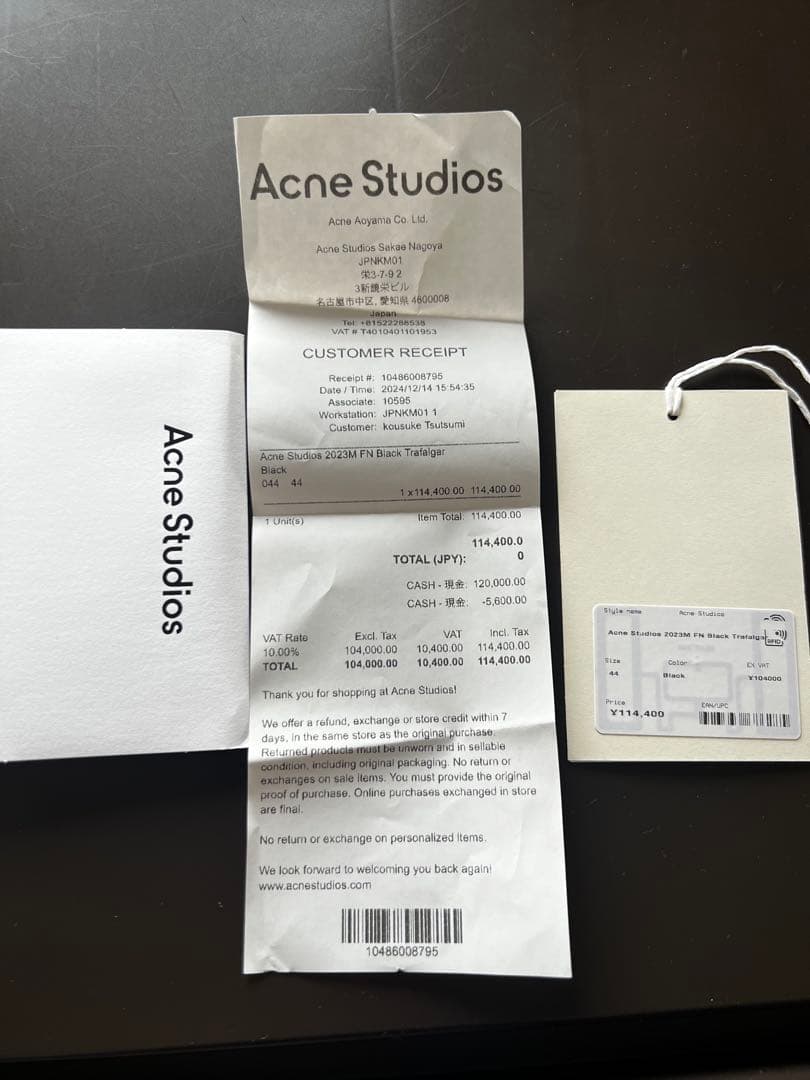 Acne Studios
Acne Studios
Acne Aoyama Co. Ltd.
Acne Studios Sakae Nagoya
JPNKM01
栄3-7-9 2
3新鏡栄ビル
名古屋市中区, 愛知県 4600008
Japan
Tel: +81522288538
VAT # T4010401101953
CUSTOMER RECEIPT
Receipt #: 10486008795
Date / Time: 2024/12/14 15:54:35
Associate: 10595
Workstation: JPNKM01 1
Customer: kousuke Tsutsumi
Acne Studios 2023M FN Black Trafalgar
Black
044 44
1 x114,400.00 114,400.00
1 Unit(s) Item Total: 114,400.00
114,400.0
TOTAL (JPY): 0
CASH - 現金: 120,000.00
CASH - 現金: -5,600.00
VAT Rate Excl. Tax VAT Incl. Tax
10.00% 104,000.00 10,400.00 114,400.00
TOTAL 104,000.00 10,400.00 114,400.00
Thank you for shopping at Acne Studios!
We offer a refund, exchange or store credit within 7
days, in the same store as the original purchase.
Returned products must be unworn and in sellable
condition, including original packaging. No return or
exchanges on sale items. You must provide the original
proof of purchase. Online purchases exchanged in store
are final.
No return or exchange on personalized items.
We look forward to welcoming you back again!
www.acnestudios.com
10486008795
Style name Acne Studios
Acne Studios 2023M FN Black Trafalgar
RFID
Size Color EX VAT
44 Black ¥104000
Price EAN/UPC
¥114,400